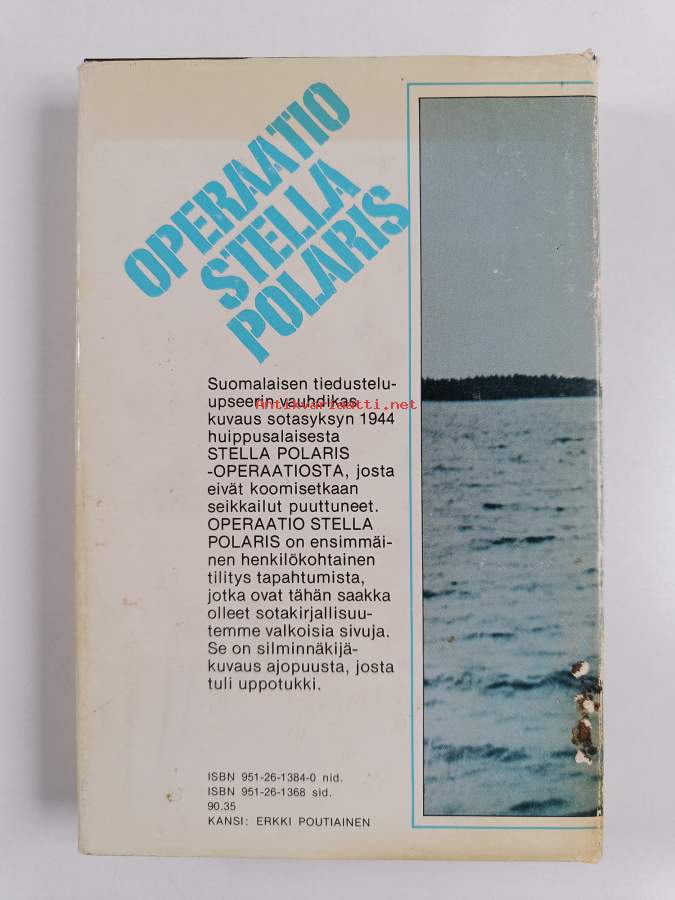 OPERAATIO
STELLA
POLARIS
Suomalaisen tiedustelu-
upseerin vauhdikas
Antikvariaatti.net
kuvaus sotasyksyn 1944
huippusalaisesta
STELLA POLARIS
-OPERAATIOSTA, josta
eivät koomisetkaan
seikkailut puuttuneet.
OPERAATIO STELLA
POLARIS on ensimmäi-
nen henkilökohtainen
tilitys tapahtumista,
jotka ovat tähän saakka
olleet sotakirjallisuu-
temme valkoisia sivuja.
Se on silminnäkijä-
kuvaus ajopuusta, josta
tuli uppotukki.
ISBN 951-26-1384-0 nid.
ISBN 951-26-1368 sid.
90.35
KANSI: ERKKI POUTIAINEN